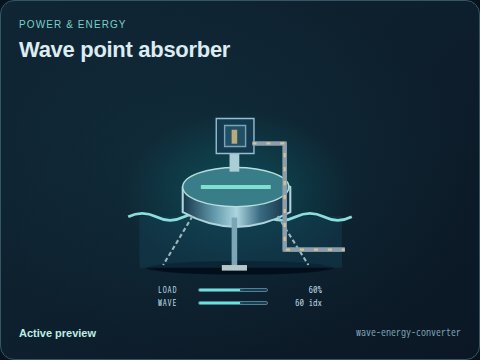 POWER & ENERGY
Wave point absorber
LOAD 60%
WAVE 60 idx
Active preview wave-energy-converter